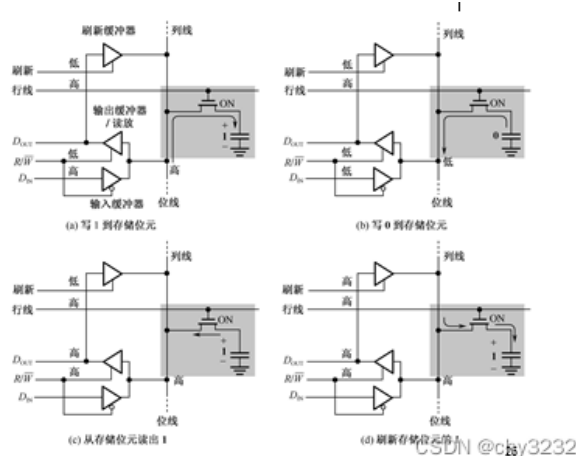 刷新缓冲器
列线
刷新
低
行线
高
输出缓冲器
/ 读放
ON
+
1
−
DOUT
R/W̅
低
DIN
高
高
输入缓冲器
位线
(a) 写 1 到存储位元
列线
刷新
低
行线
高
ON
0
DOUT
R/W̅
低
DIN
低
低
位线
(b) 写 0 到存储位元
列线
刷新
低
行线
高
ON
+
1
−
DOUT
高
R/W̅
高
DIN
高
位线
(c) 从存储位元读出 1
列线
刷新
高
行线
高
ON
+
1
−
DOUT
高
R/W̅
高
DIN
高
位线
(d) 刷新存储位元的 1
CSDN @chy3232
26